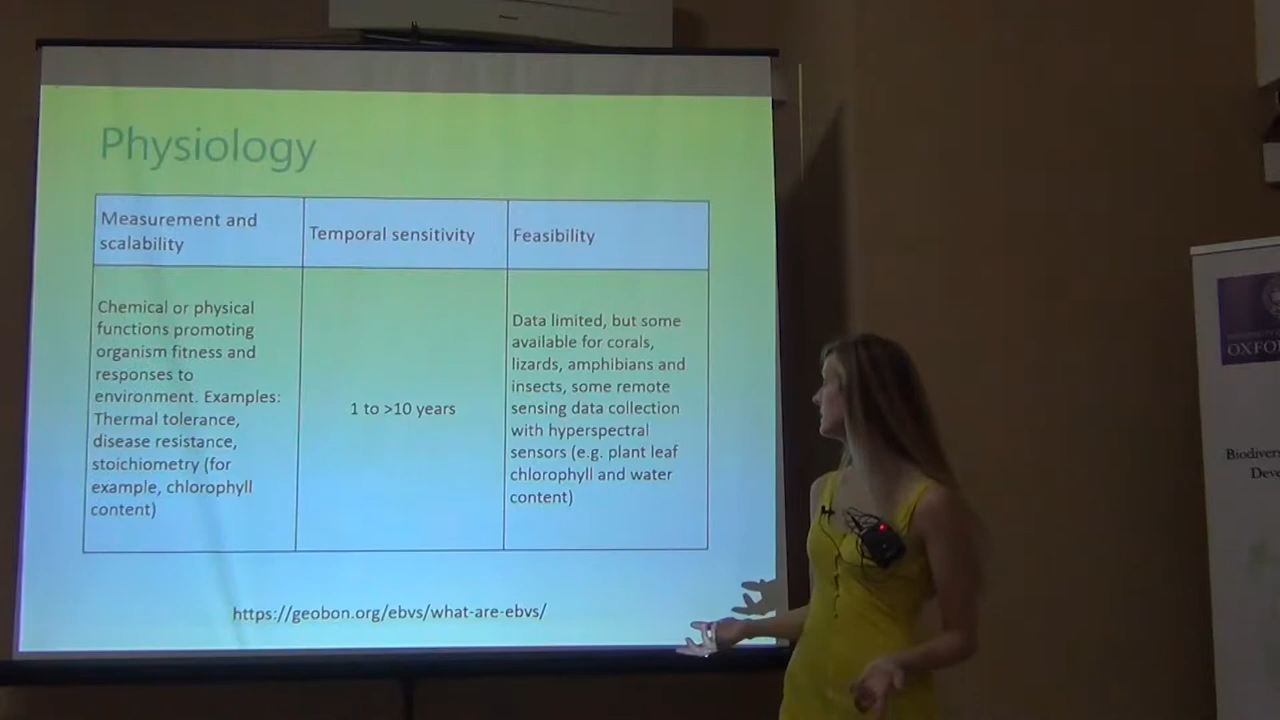 Physiology
Measurement and
scalability
Temporal sensitivity
Feasibility
Chemical or physical
functions promoting
organism fitness and
responses to
environment. Examples:
Thermal tolerance,
disease resistance,
stoichiometry (for
example, chlorophyll
content)
1 to >10 years
Data limited, but some
available for corals,
lizards, amphibians and
insects, some remote
sensing data collection
with hyperspectral
sensors (e.g. plant leaf
chlorophyll and water
content)
https://geobon.org/ebvs/what-are-ebvs/
OXFO
Biodivers
Deve